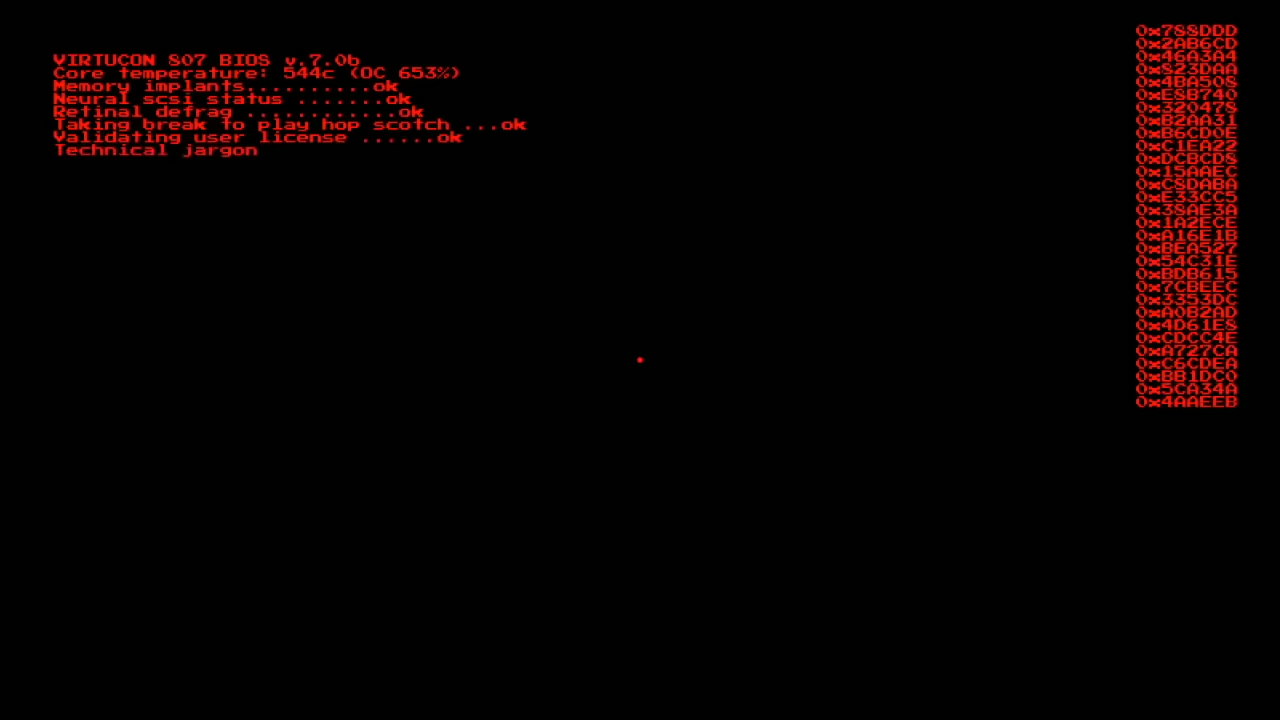 VIRTUCON 807 BIOS v.7.0b
Core temperature: 544c (OC 653%)
Memory implants..........ok
Neural scsi status .......ok
Retinal defrag ............ok
Taking break to play hop scotch ...ok
Validating user license ......ok
Technical jargon
0x788DDD
0x2AB6CD
0x46A3A4
0x823DAA
0x4BA508
0xE8B740
0x320478
0xB2AA31
0xB6CD0E
0xC1EA22
0xDCBCD8
0x15AAEC
0xC8DABA
0xE33CC5
0x38AE3A
0x1A2ECE
0xA16E1B
0xBEA527
0x54C31E
0xBDB615
0x7CBEEC
0x3353DC
0xA0B2AD
0x4D61E8
0xCDCC4E
0xA727CA
0xC6CDEA
0xBB1DC0
0x5CA34A
0x4AAEEB